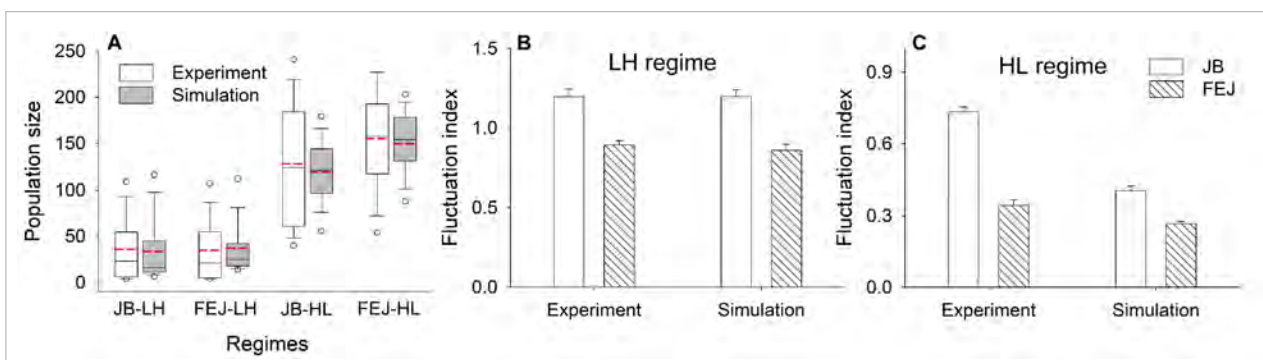 A
250
200
150
100
50
0
Population size
Experiment
Simulation
JB-LH
FEJ-LH
JB-HL
FEJ-HL
Regimes
B
LH regime
1.5
1.0
0.5
0.0
Fluctuation index
Experiment
Simulation
C
HL regime
JB
FEJ
0.9
0.6
0.3
0.0
Fluctuation index
Experiment
Simulation